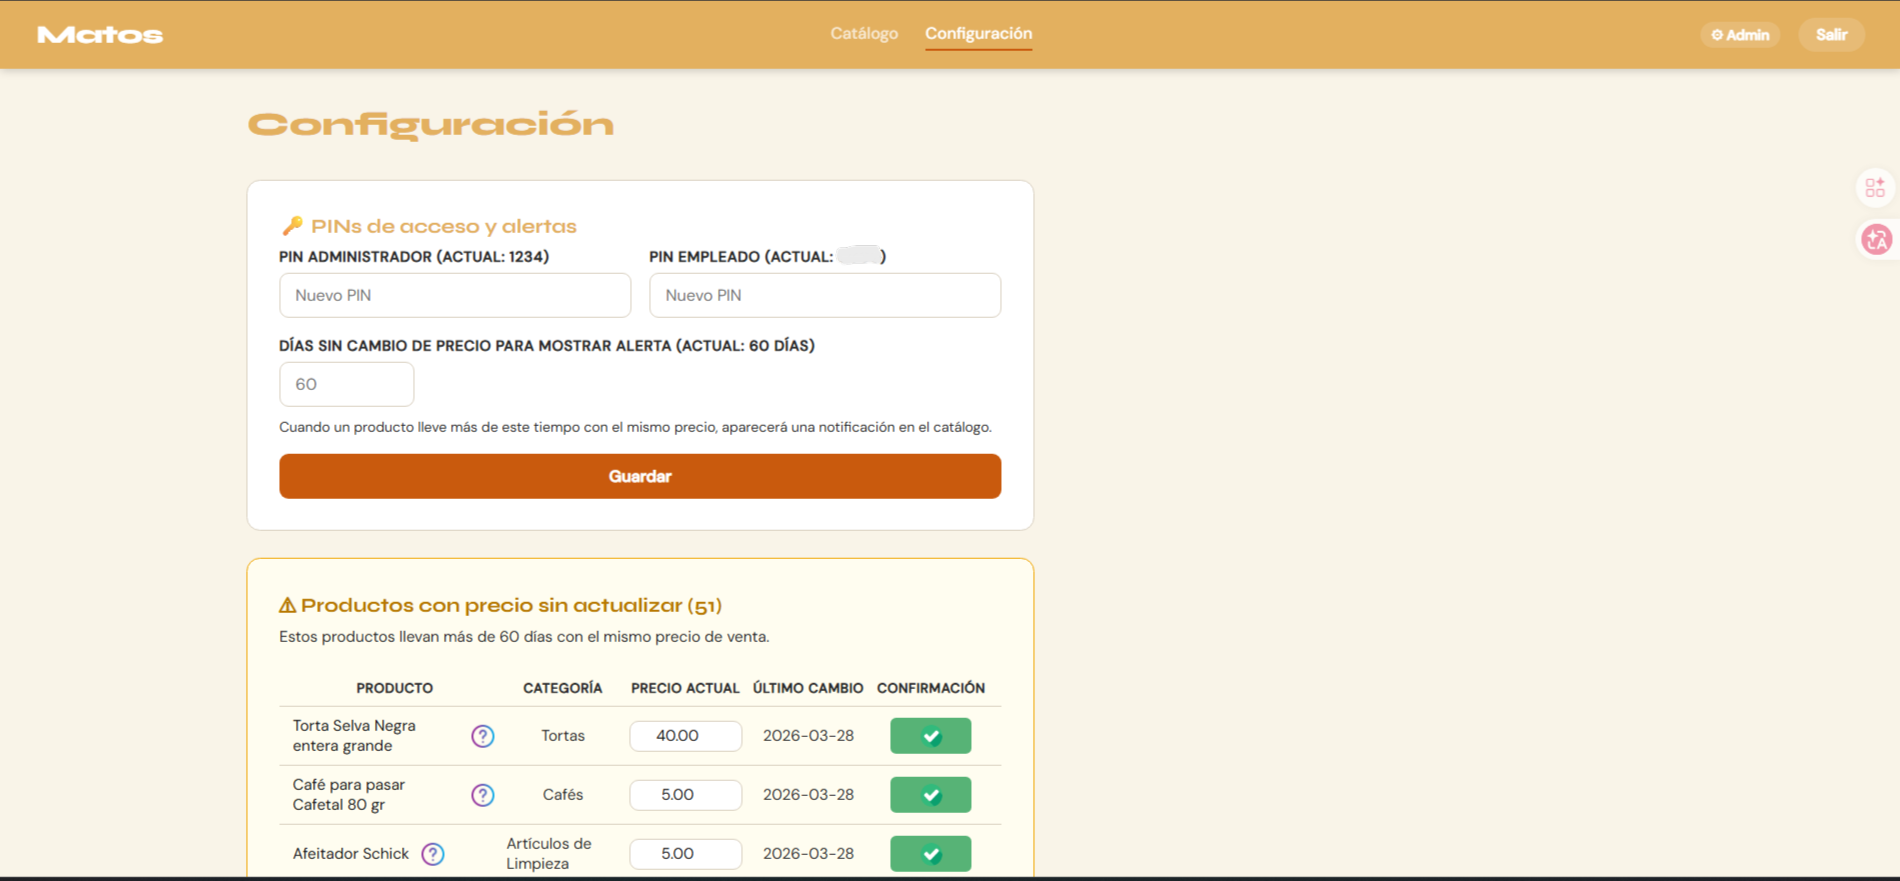 Matos
Catálogo
Configuración
Admin
Salir
Configuración
PINs de acceso y alertas
PIN ADMINISTRADOR (ACTUAL: 1234)
PIN EMPLEADO (ACTUAL: )
Nuevo PIN
Nuevo PIN
DÍAS SIN CAMBIO DE PRECIO PARA MOSTRAR ALERTA (ACTUAL: 60 DÍAS)
60
Cuando un producto lleve más de este tiempo con el mismo precio, aparecerá una notificación en el catálogo.
Guardar
⚠ Productos con precio sin actualizar (51)
Estos productos llevan más de 60 días con el mismo precio de venta.
PRODUCTO CATEGORÍA PRECIO ACTUAL ÚLTIMO CAMBIO CONFIRMACIÓN
Torta Selva Negra
entera grande
? Tortas 40.00 2026-03-28
Café para pasar
Cafetal 80 gr
? Cafés 5.00 2026-03-28
Afeitador Schick ?
Artículos de
Limpieza
5.00 2026-03-28